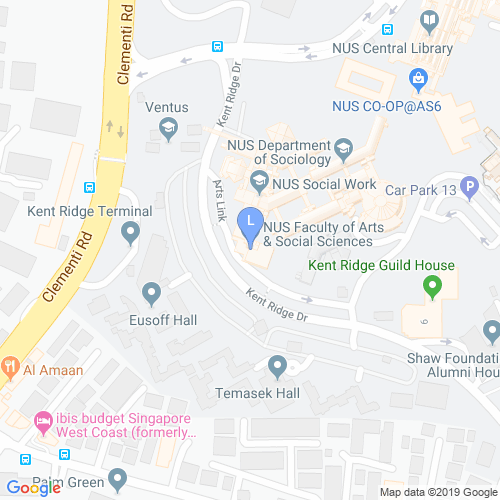 Clementi Rd
NUS Central Library
NUS CO-OP@AS6
Kent Ridge Dr
Ventus
NUS Department
of Sociology
NUS Social Work
Car Park 13
P
Arts Link
Kent Ridge Terminal
L
NUS Faculty of Arts
& Social Sciences
Clementi Rd
Kent Ridge Guild House
Kent Ridge Dr
Eusoff Hall
9
Shaw Foundati
Alumni Hou
Al Amaan
Temasek Hall
ibis budget Singapore
West Coast (formerly...
Palm Green
Google
Map data ©2019 Google